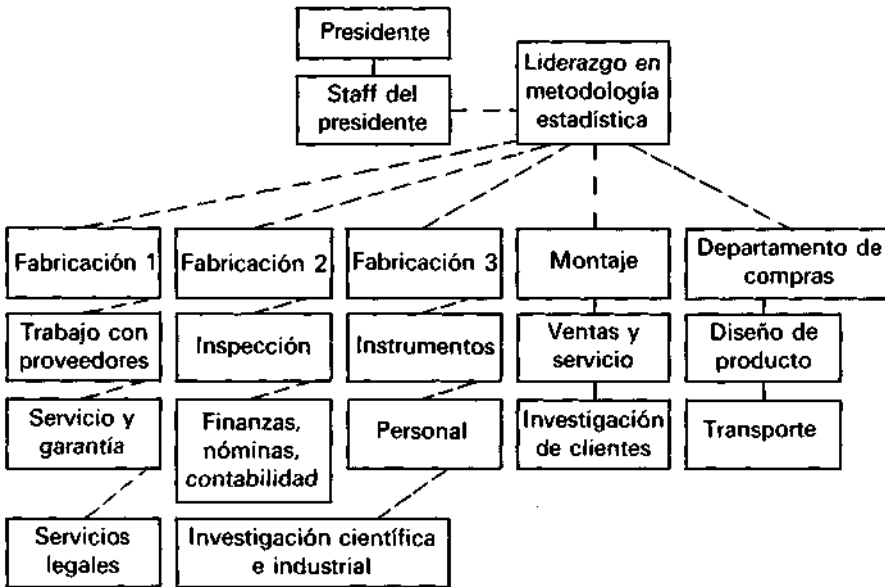 Presidente
Staff del
presidente
Liderazgo en
metodología
estadística
Fabricación 1
Fabricación 2
Fabricación 3
Montaje
Departamento de
compras
Trabajo con
proveedores
Inspección
Instrumentos
Ventas y
servicio
Diseño de
producto
Servicio y
garantía
Finanzas,
nóminas,
contabilidad
Personal
Investigación
de clientes
Transporte
Servicios
legales
Investigación científica
e industrial